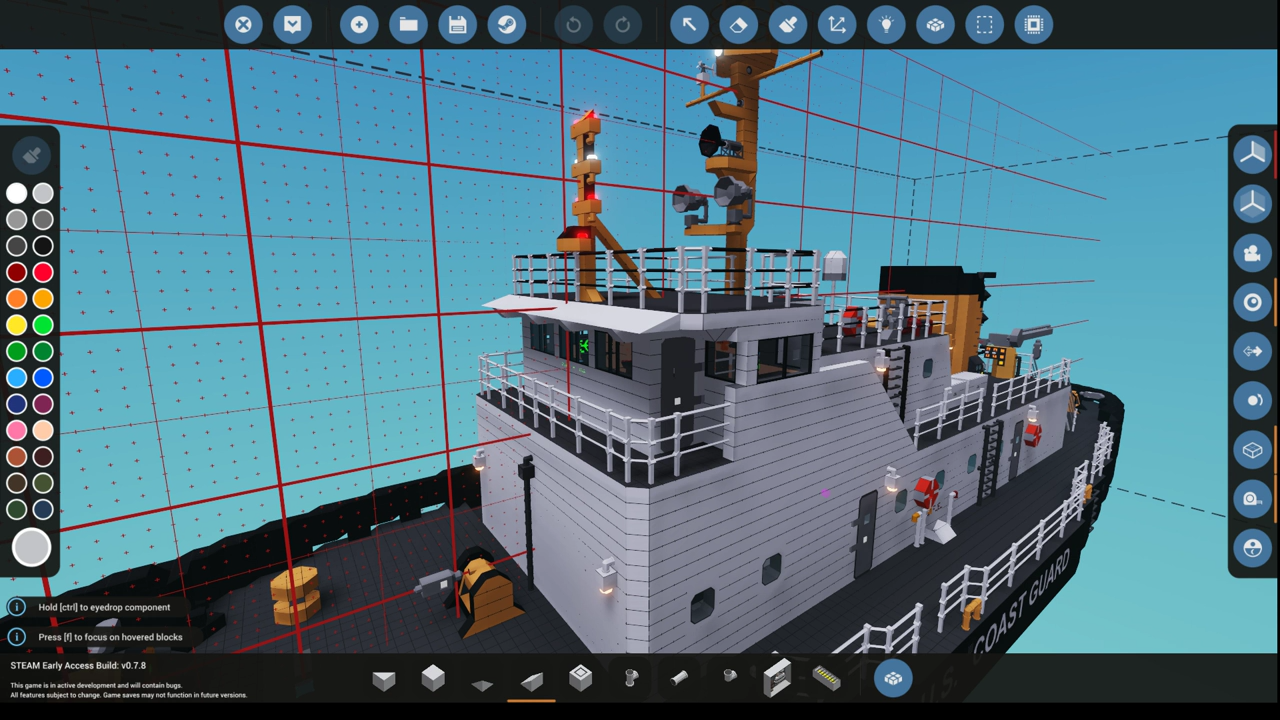 Hold [ctrl] to eyedrop component
Press [f] to focus on hovered blocks
STEAM Early Access Build: v0.7.8
This game is in active development and will contain bugs.
All features subject to change. Game saves may not function in future versions.
U.S. COAST GUARD